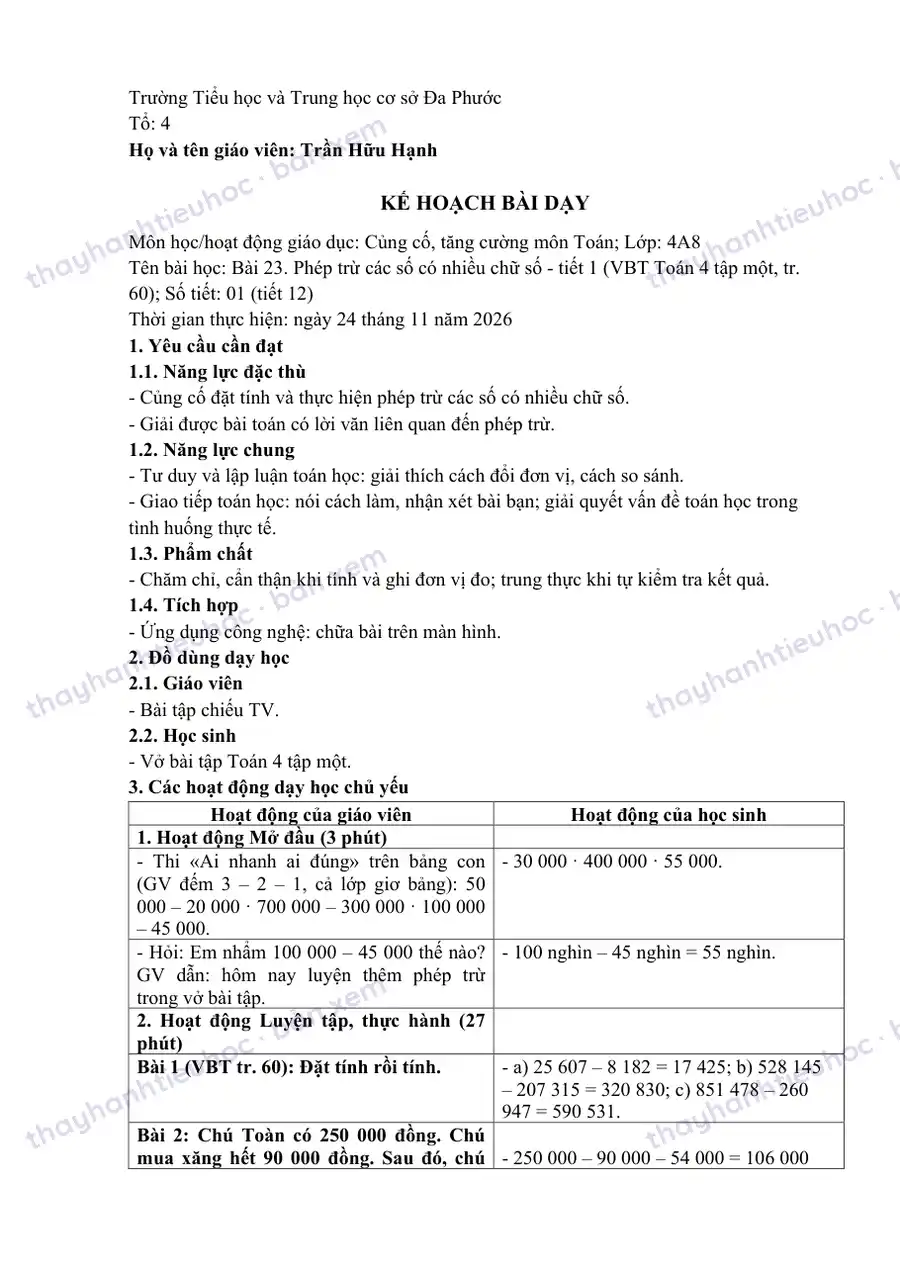 Trường Tiểu học và Trung học cơ sở Đa Phước
Tổ: 4
Họ và tên giáo viên: Trần Hữu Hạnh
KẾ HOẠCH BÀI DẠY
Môn học/hoạt động giáo dục: Củng cố, tăng cường môn Toán; Lớp: 4A8
Tên bài học: Bài 23. Phép trừ các số có nhiều chữ số - tiết 1 (VBT Toán 4 tập một, tr.
60); Số tiết: 01 (tiết 12)
Thời gian thực hiện: ngày 24 tháng 11 năm 2026
1. Yêu cầu cần đạt
1.1. Năng lực đặc thù
- Củng cố đặt tính và thực hiện phép trừ các số có nhiều chữ số.
- Giải được bài toán có lời văn liên quan đến phép trừ.
1.2. Năng lực chung
- Tư duy và lập luận toán học: giải thích cách đổi đơn vị, cách so sánh.
- Giao tiếp toán học: nói cách làm, nhận xét bài bạn; giải quyết vấn đề toán học trong
tình huống thực tế.
1.3. Phẩm chất
- Chăm chỉ, cẩn thận khi tính và ghi đơn vị đo; trung thực khi tự kiểm tra kết quả.
1.4. Tích hợp
- Ứng dụng công nghệ: chữa bài trên màn hình.
2. Đồ dùng dạy học
2.1. Giáo viên
- Bài tập chiếu TV.
2.2. Học sinh
- Vở bài tập Toán 4 tập một.
3. Các hoạt động dạy học chủ yếu
Hoạt động của giáo viên
Hoạt động của học sinh
1. Hoạt động Mở đầu (3 phút)
- Thi «Ai nhanh ai đúng» trên bảng con
(GV đếm 3 – 2 – 1, cả lớp giơ bảng): 50
000 – 20 000 · 700 000 – 300 000 · 100 000
– 45 000.
- 30 000 · 400 000 · 55 000.
- Hỏi: Em nhẩm 100 000 – 45 000 thế nào?
GV dẫn: hôm nay luyện thêm phép trừ
trong vở bài tập.
- 100 nghìn – 45 nghìn = 55 nghìn.
2. Hoạt động Luyện tập, thực hành (27
phút)
Bài 1 (VBT tr. 60): Đặt tính rồi tính.
- a) 25 607 – 8 182 = 17 425; b) 528 145
– 207 315 = 320 830; c) 851 478 – 260
947 = 590 531.
Bài 2: Chú Toàn có 250 000 đồng. Chú
mua xăng hết 90 000 đồng. Sau đó, chú
- 250 000 – 90 000 – 54 000 = 106 000
thayhanhtieuhoc · bản xem
thayhanhtieuhoc · b
thayhanhtieuhoc · bản xem
thayhanhtieuhoc · b
thayhanhtieuhoc · bản xem
thayhanhtieuhoc · b